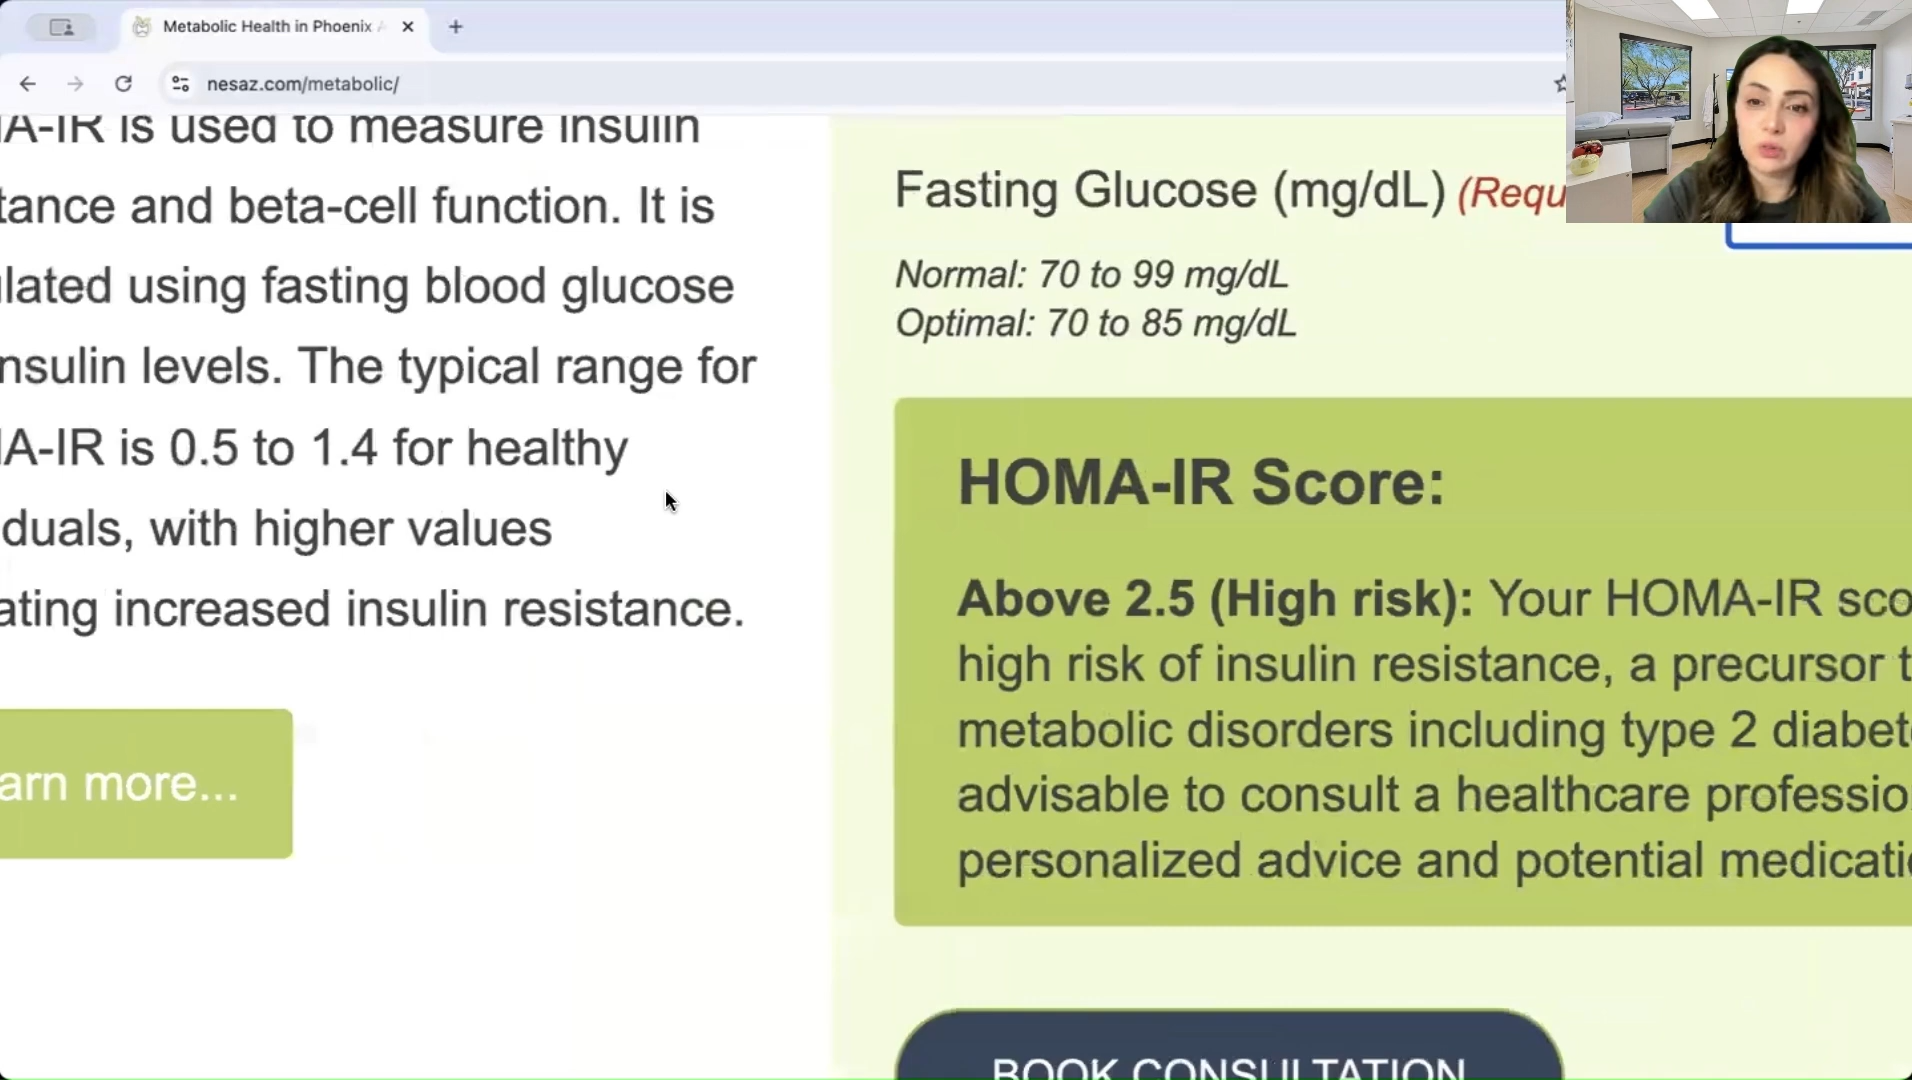 Metabolic Health in Phoenix A
nesaz.com/metabolic/
A-IR is used to measure insulin
tance and beta-cell function. It is
lated using fasting blood glucose
nsulin levels. The typical range for
A-IR is 0.5 to 1.4 for healthy
duals, with higher values
ating increased insulin resistance.
arn more...
Fasting Glucose (mg/dL) (Requ
Normal: 70 to 99 mg/dL
Optimal: 70 to 85 mg/dL
HOMA-IR Score:
Above 2.5 (High risk): Your HOMA-IR sco
high risk of insulin resistance, a precursor t
metabolic disorders including type 2 diabet
advisable to consult a healthcare professio
personalized advice and potential medicati
BOOK CONSULTATION